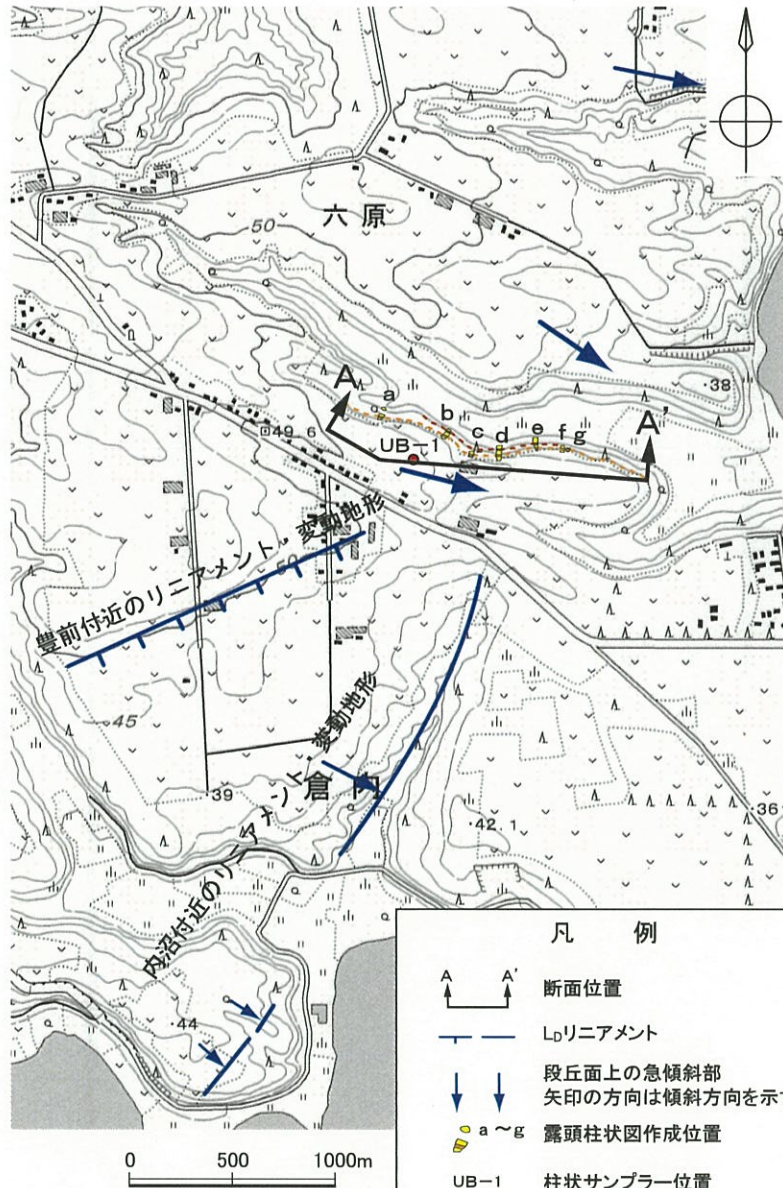 六原
50
・38
A
A'
a
b
c
d
e
f
g
UB-1
49.6
50
豊前付近のリニアメント・変動地形
45
内沼付近のリニアメント・変動地形
39
倉内
・42.1
・36
・44
凡例
A A' 断面位置
LDリニアメント
段丘面上の急傾斜部
矢印の方向は傾斜方向を示す
a～g 露頭柱状図作成位置
UB-1 柱状サンプラー位置
0 500 1000m